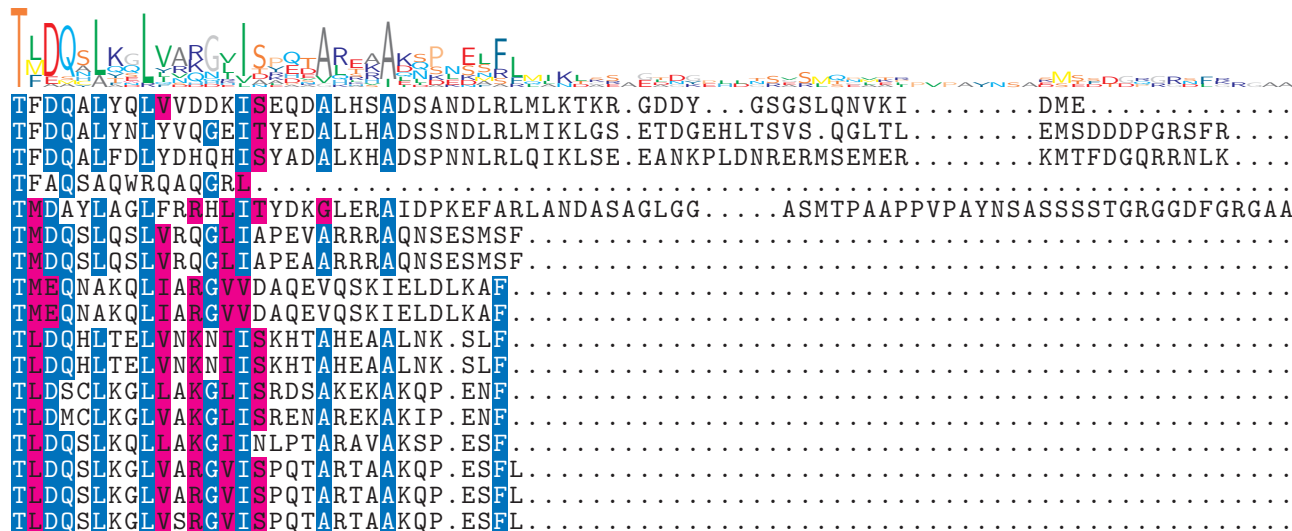 TFDQALYQLVVDDKISEQDALHSADSANDLRLMLKTKR.GDDY...GSGSLQNVKI........DME.............
TFDQALYNLYVQGEITYEDALLHADSSNDLRLMIKLGS.ETDGEHLTSVS.QGLTL........EMSDDDPGRSFR....
TFDQALFDLYDHQHISYADALKHADSPNNLRLQIKLSE.EANKPLDNRERMSEMER........KMTFDGQRRNLK....
TFAQSAQWRQAQGRL.................................................................
TMDAYLAGLFRRHLITYDKGLERAIDPKEFARLANDASAGLGG.....ASMTPAAPPVPAYNSASSSSTGRGGDFGRGAA
TMDQSLQSLVRQGLIAPEVARRRAQNSESMSF................................................
TMDQSLQSLVRQGLIAPEAARRRAQNSESMSF................................................
TMEQNAKQLIARGVVDAQEVQSKIELDLKAF.................................................
TMEQNAKQLIARGVVDAQEVQSKIELDLKAF.................................................
TLDQHLTELVNKNIISKHTAHEAALNK.SLF.................................................
TLDQHLTELVNKNIISKHTAHEAALNK.SLF.................................................
TLDSCLKGLLAKGLISRDSAKEKAKQP.ENF.................................................
TLDMCLKGLVAKGLISRENAREKAKIP.ENF.................................................
TLDQSLKQLLAKGIINLPTARAVAKSP.ESF.................................................
TLDQSLKGLVARGVISPQTARTAAKQP.ESFL................................................
TLDQSLKGLVARGVISPQTARTAAKQP.ESFL................................................
TLDQSLKGLVSRGVISPQTARTAAKQP.ESFL................................................